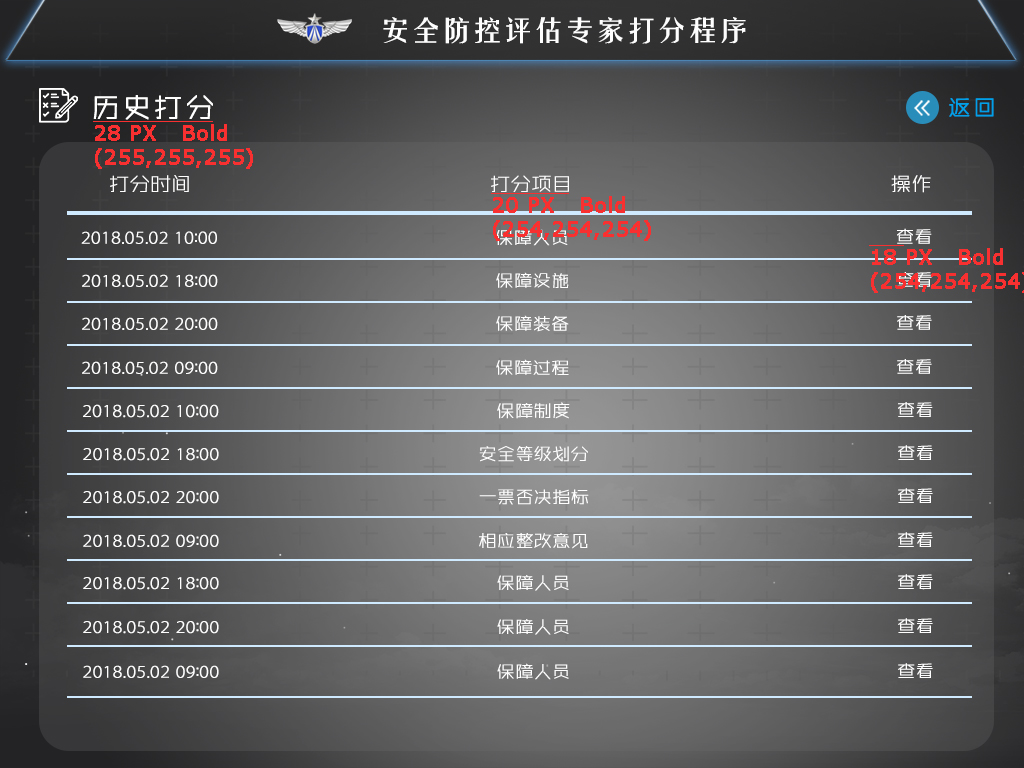 安全防控评估专家打分程序
历史打分
返回
28 PX Bold
(255,255,255)
打分时间 打分项目 操作
20 PX Bold
(254,254,254)
2018.05.02 10:00 保障人员 查看
18 PX Bold
(254,254,254)
2018.05.02 18:00 保障设施 查看
2018.05.02 20:00 保障装备 查看
2018.05.02 09:00 保障过程 查看
2018.05.02 10:00 保障制度 查看
2018.05.02 18:00 安全等级划分 查看
2018.05.02 20:00 一票否决指标 查看
2018.05.02 09:00 相应整改意见 查看
2018.05.02 18:00 保障人员 查看
2018.05.02 20:00 保障人员 查看
2018.05.02 09:00 保障人员 查看